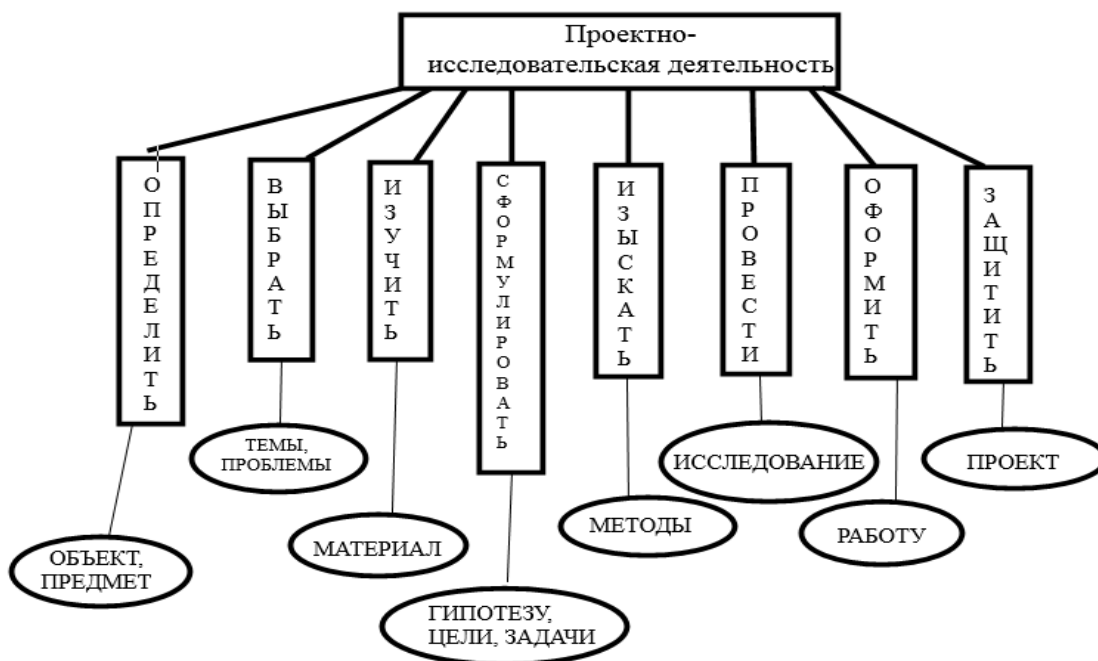 Проектно-
исследовательская деятельность
ОПРЕДЕЛИТЬ
ВЫБРАТЬ
ИЗУЧИТЬ
СФОРМУЛИРОВАТЬ
ИЗЫСКАТЬ
ПРОВЕСТИ
ОФОРМИТЬ
ЗАЩИТИТЬ
ОБЪЕКТ,
ПРЕДМЕТ
ТЕМЫ,
ПРОБЛЕМЫ
МАТЕРИАЛ
ГИПОТЕЗУ,
ЦЕЛИ, ЗАДАЧИ
МЕТОДЫ
ИССЛЕДОВАНИЕ
РАБОТУ
ПРОЕКТ